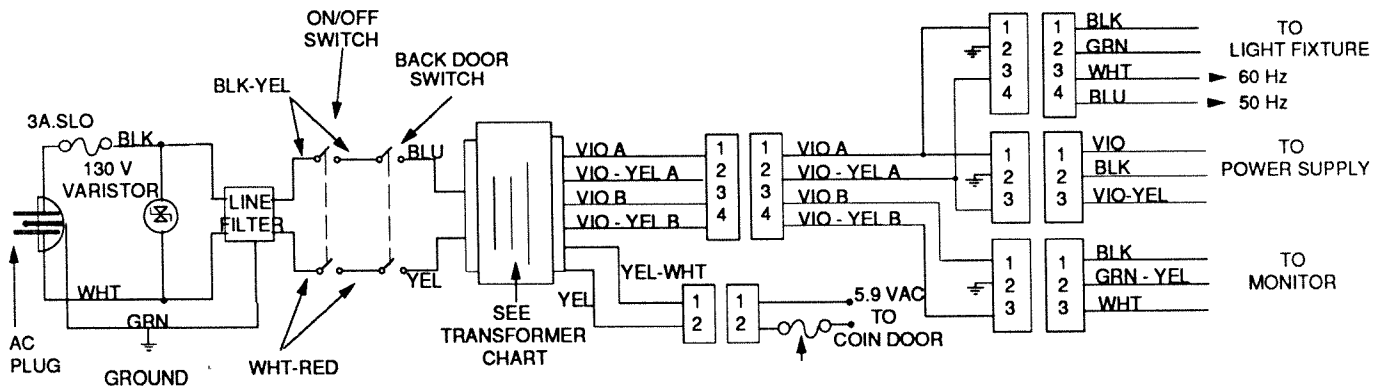 ON/OFF
SWITCH
BACK DOOR
SWITCH
BLK-YEL
3A.SLO
BLK
130 V
VARISTOR
LINE
FILTER
BLU
YEL
WHT
GRN
AC
PLUG
GROUND
WHT-RED
SEE
TRANSFORMER
CHART
VIO A
VIO - YEL A
VIO B
VIO - YEL B
YEL-WHT
YEL
1
2
3
4
1
2
3
4
VIO A
VIO - YEL A
VIO B
VIO - YEL B
1
2
1
2
5.9 VAC
TO
COIN DOOR
1
2
3
4
1
2
3
4
BLK
GRN
WHT
BLU
TO
LIGHT FIXTURE
60 Hz
50 Hz
1
2
3
1
2
3
VIO
BLK
VIO-YEL
TO
POWER SUPPLY
1
2
3
1
2
3
BLK
GRN - YEL
WHT
TO
MONITOR